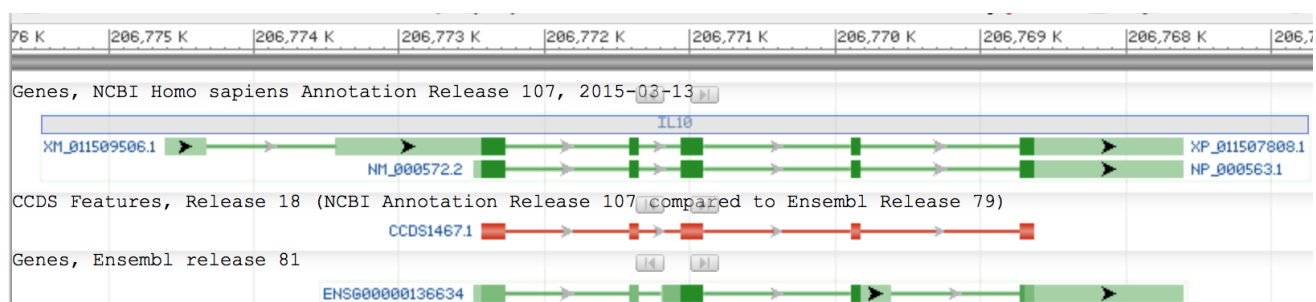 76 K 206,775 K 206,774 K 206,773 K 206,772 K 206,771 K 206,770 K 206,769 K 206,768 K
Genes, NCBI Homo sapiens Annotation Release 107, 2015-03-13
IL10
XM_011509506.1 XP_011507808.1
NM_000572.2 NP_000563.1
CCDS Features, Release 18 (NCBI Annotation Release 107 compared to Ensembl Release 79)
CCDS1467.1
Genes, Ensembl release 81
ENSG00000136634